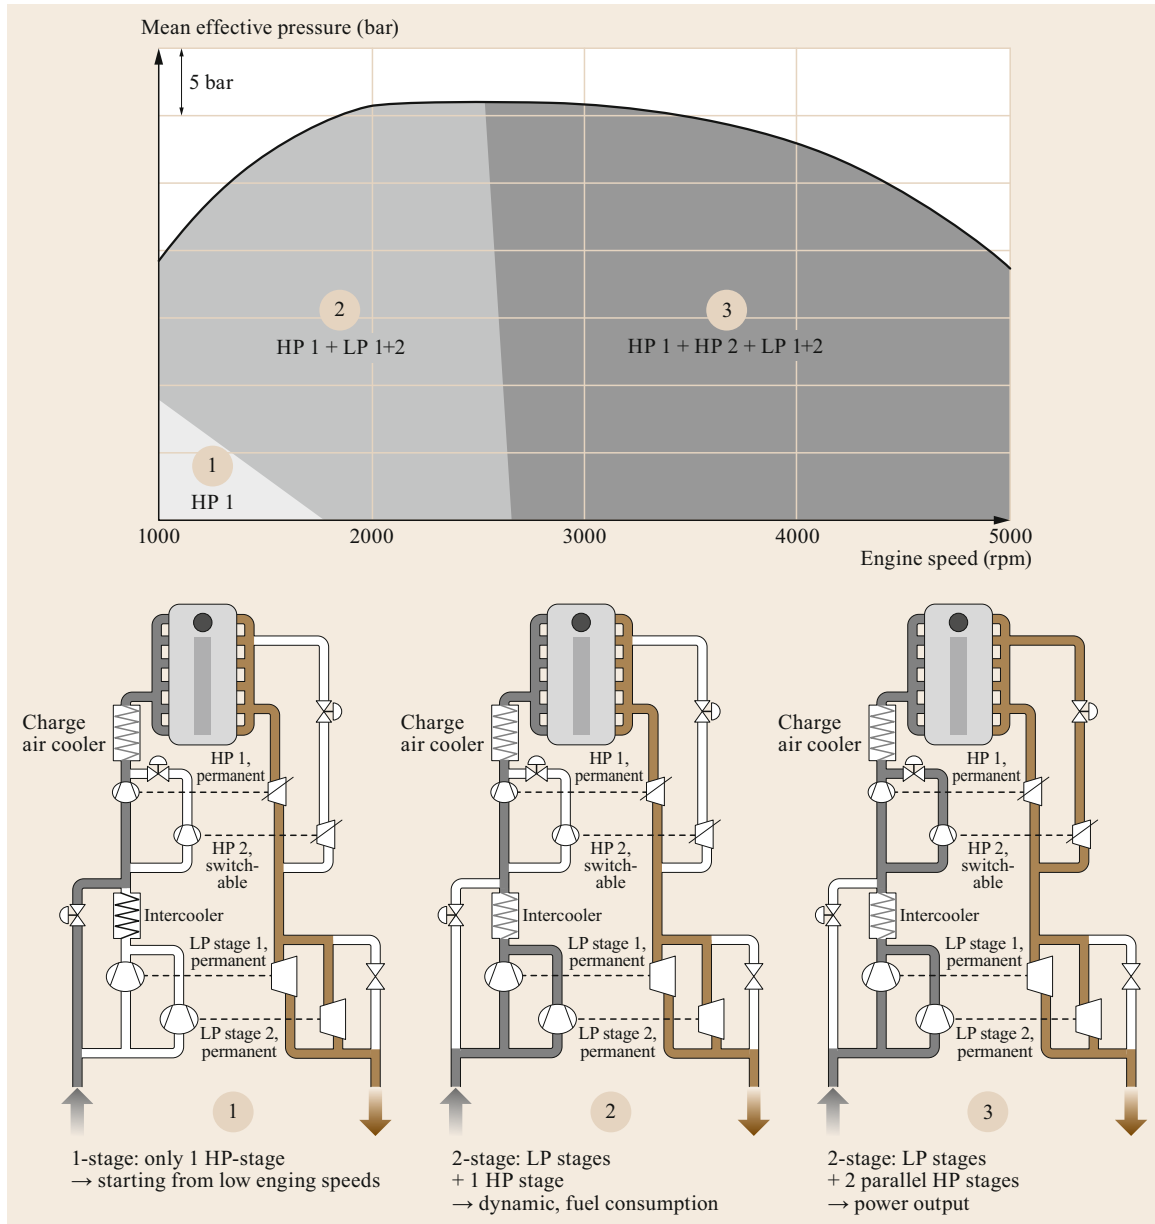 Mean effective pressure (bar)
5 bar
2
HP 1 + LP 1+2
3
HP 1 + HP 2 + LP 1+2
1
HP 1
1000
2000
3000
4000
5000
Engine speed (rpm)
Charge
air cooler
HP 1,
permanent
HP 2,
switch-
able
Intercooler
LP stage 1,
permanent
LP stage 2,
permanent
1
1-stage: only 1 HP-stage
→ starting from low enging speeds
Charge
air cooler
HP 1,
permanent
HP 2,
switch-
able
Intercooler
LP stage 1,
permanent
LP stage 2,
permanent
2
2-stage: LP stages
+ 1 HP stage
→ dynamic, fuel consumption
Charge
air cooler
HP 1,
permanent
HP 2,
switch-
able
Intercooler
LP stage 1,
permanent
LP stage 2,
permanent
3
2-stage: LP stages
+ 2 parallel HP stages
→ power output